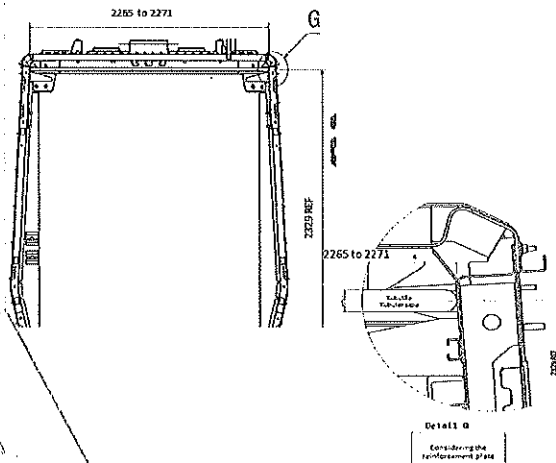 2265 to 2271
G
2329 REF
2265 to 2271
Detail G
Considering the
reinforcement plate